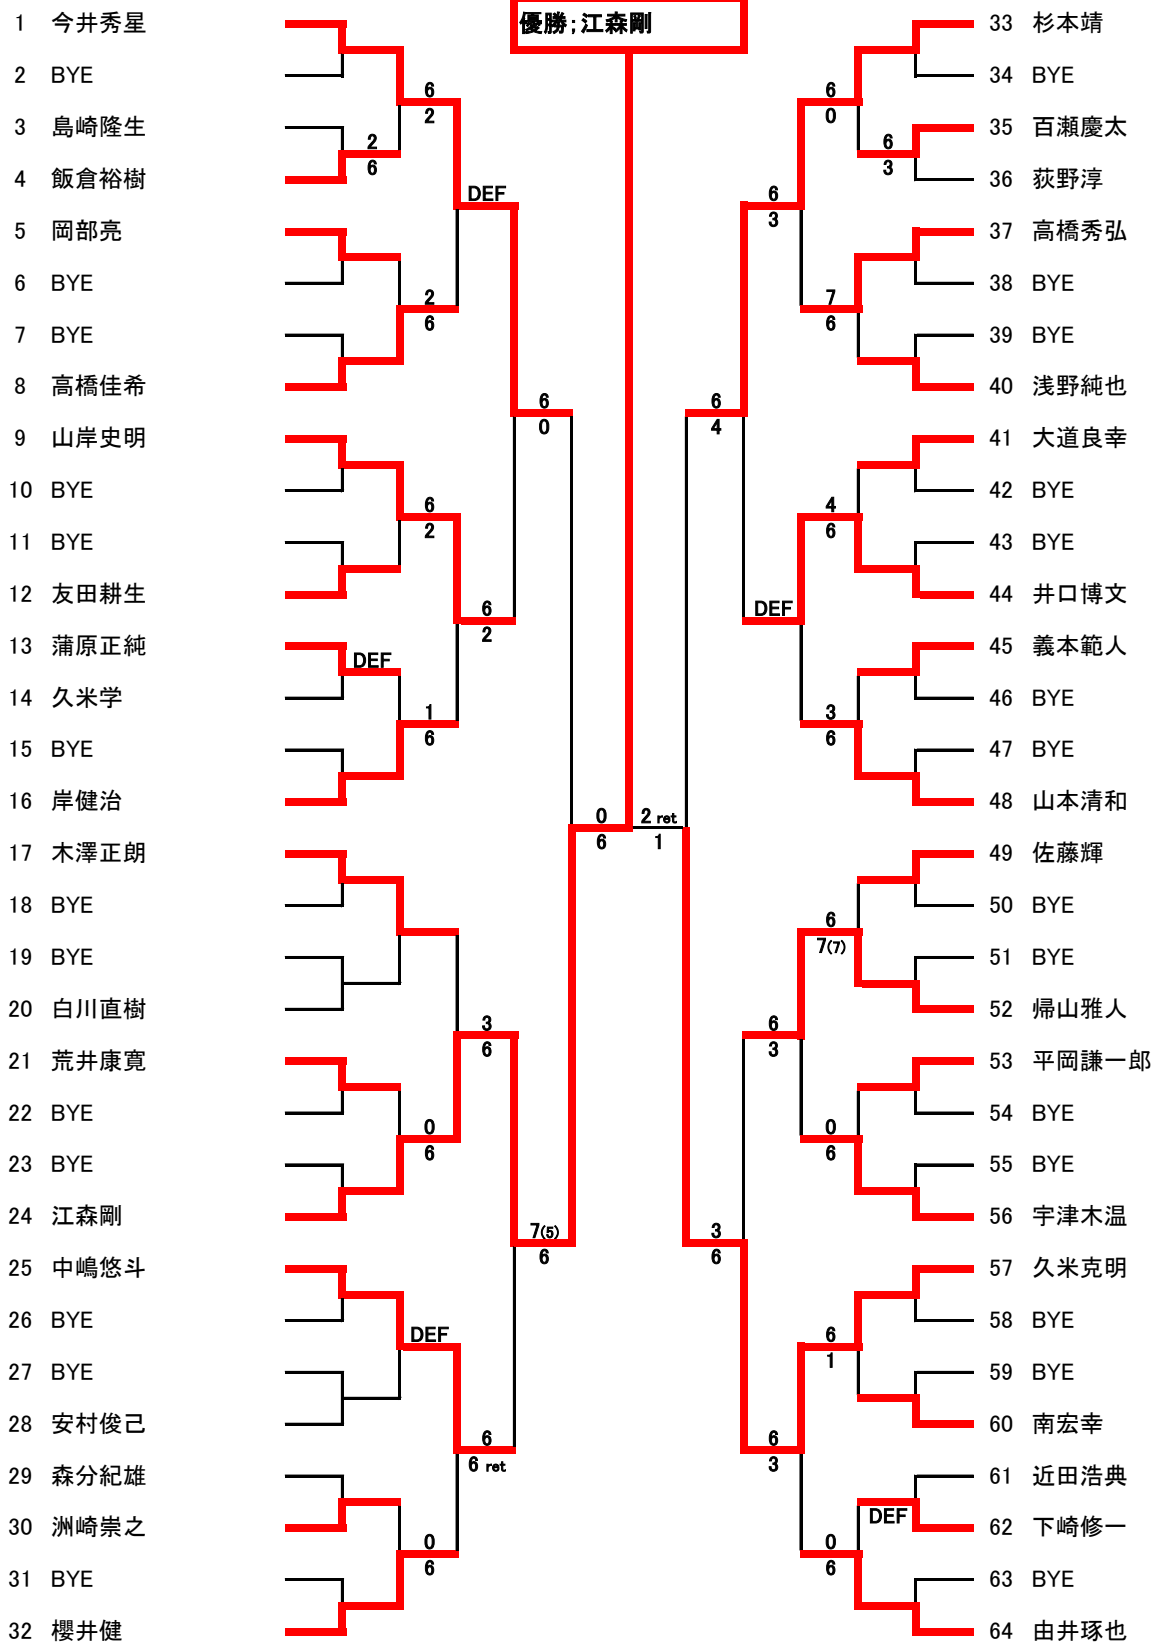 優勝；江森剛
1 今井秀星
2 BYE
6
2
3 島崎隆生
2
6
4 飯倉裕樹
DEF
5 岡部亮
6 BYE
2
6
7 BYE
8 高橋佳希
6
0
9 山岸史明
10 BYE
6
2
11 BYE
12 友田耕生
6
2
13 蒲原正純
DEF
14 久米学
1
6
15 BYE
16 岸健治
0
6
17 木澤正朗
18 BYE
19 BYE
20 白川直樹
3
6
21 荒井康寛
22 BYE
0
6
23 BYE
24 江森剛
7(5)
6
25 中嶋悠斗
26 BYE
DEF
27 BYE
28 安村俊己
6
6 ret
29 森分紀雄
30 洲崎崇之
0
6
31 BYE
32 櫻井健
33 杉本靖
34 BYE
6
0
35 百瀬慶太
6
3
36 荻野淳
6
3
37 高橋秀弘
38 BYE
7
6
39 BYE
40 浅野純也
6
4
41 大道良幸
42 BYE
4
6
43 BYE
44 井口博文
DEF
45 義本範人
46 BYE
3
6
47 BYE
48 山本清和
2 ret
1
49 佐藤輝
50 BYE
6
7(7)
51 BYE
52 帰山雅人
6
3
53 平岡謙一郎
54 BYE
0
6
55 BYE
56 宇津木温
3
6
57 久米克明
58 BYE
6
1
59 BYE
60 南宏幸
6
3
61 近田浩典
DEF
62 下崎修一
0
6
63 BYE
64 由井琢也